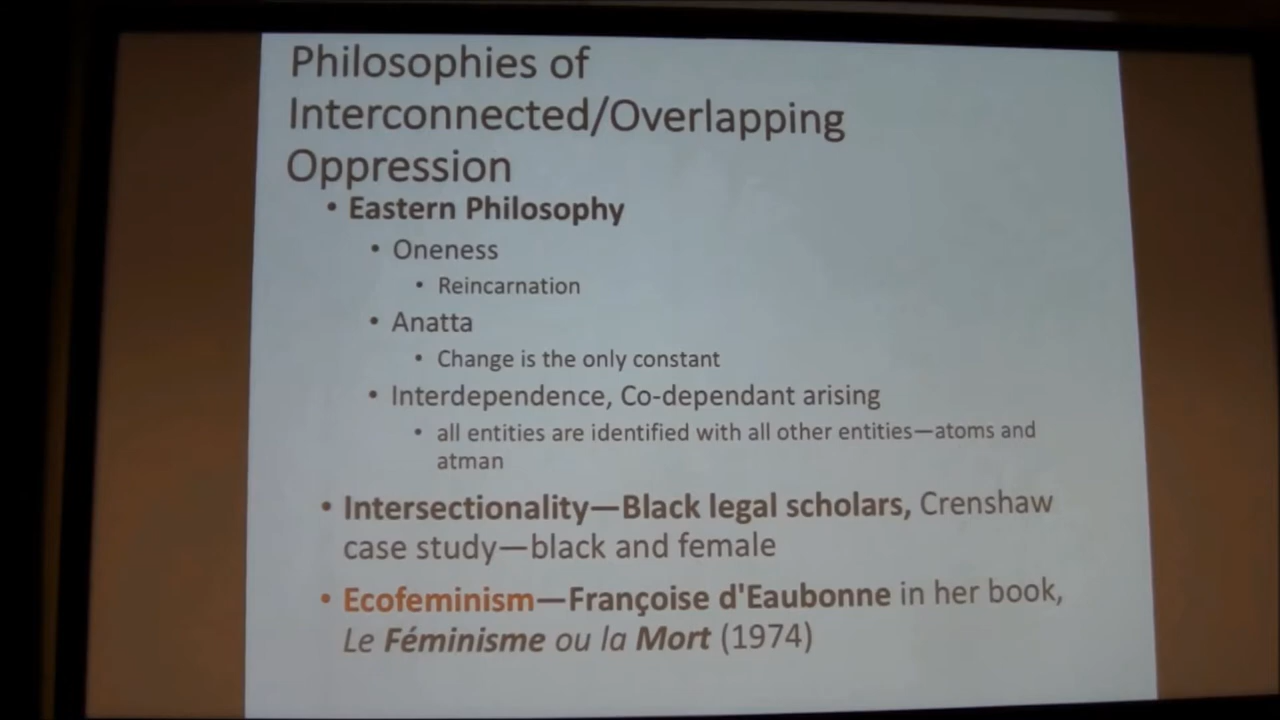 Philosophies of
Interconnected/Overlapping
Oppression
• Eastern Philosophy
• Oneness
• Reincarnation
• Anatta
• Change is the only constant
• Interdependence, Co-dependant arising
• all entities are identified with all other entities—atoms and
atman
• Intersectionality—Black legal scholars, Crenshaw
case study—black and female
• Ecofeminism—Françoise d'Eaubonne in her book,
Le Féminisme ou la Mort (1974)